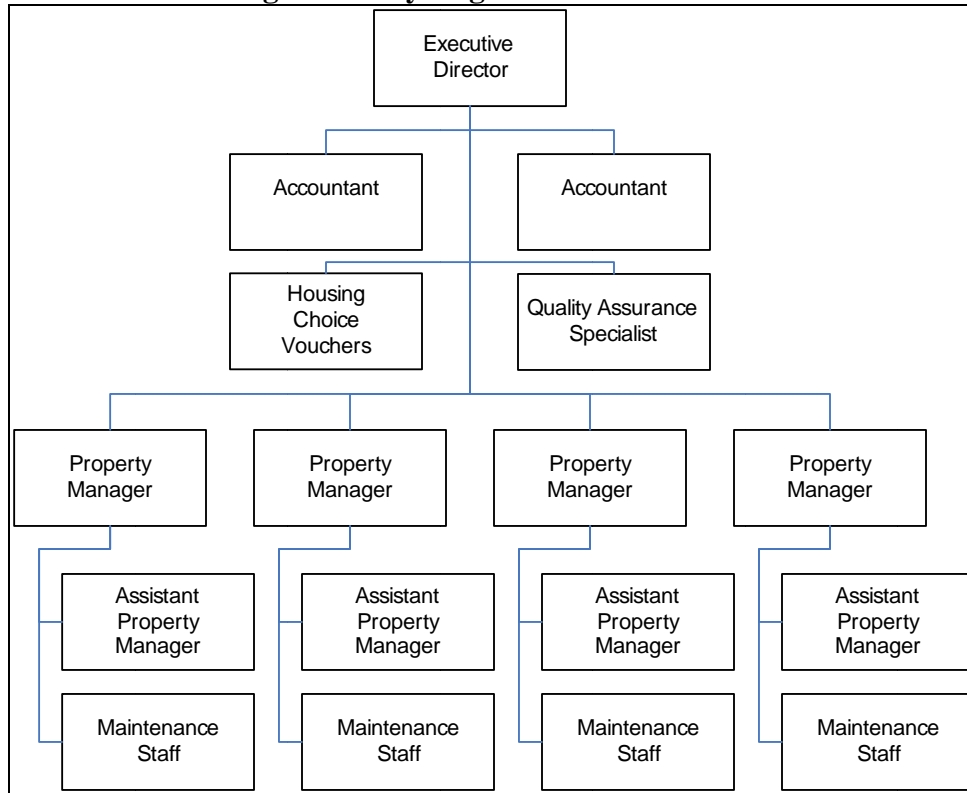 Executive
Director
Accountant
Accountant
Housing
Choice
Vouchers
Quality Assurance
Specialist
Property
Manager
Property
Manager
Property
Manager
Property
Manager
Assistant
Property
Manager
Assistant
Property
Manager
Assistant
Property
Manager
Assistant
Property
Manager
Maintenance
Staff
Maintenance
Staff
Maintenance
Staff
Maintenance
Staff